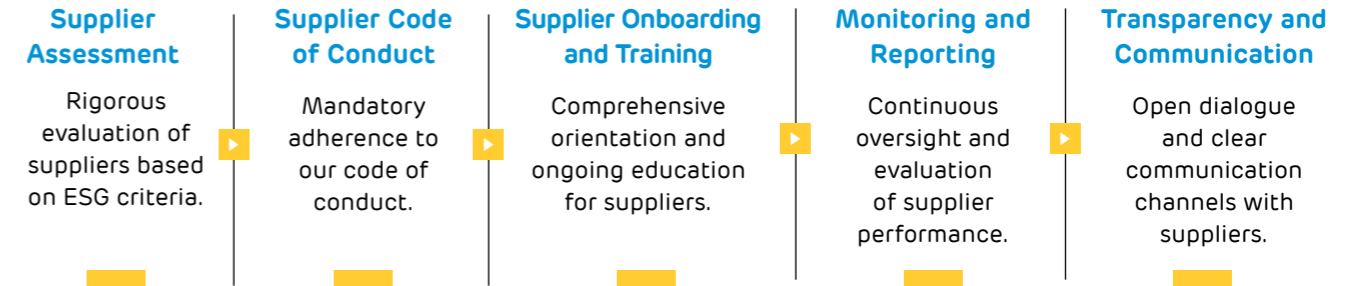 Supplier
Assessment
Rigorous
evaluation of
suppliers based
on ESG criteria.
Supplier Code
of Conduct
Mandatory
adherence to
our code of
conduct.
Supplier Onboarding
and Training
Comprehensive
orientation and
ongoing education
for suppliers.
Monitoring and
Reporting
Continuous
oversight and
evaluation
of supplier
performance.
Transparency and
Communication
Open dialogue
and clear
communication
channels with
suppliers.